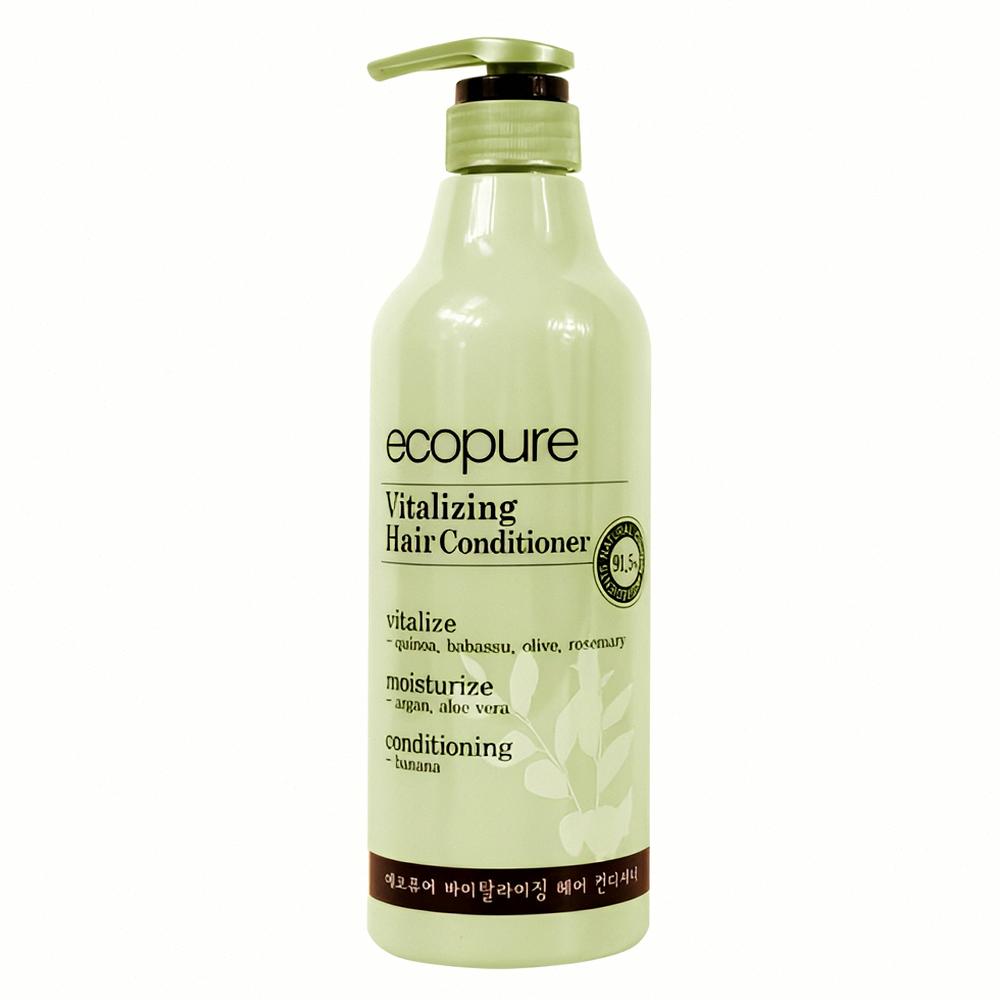 ecopure
Vitalizing
Hair Conditioner
91.5%
vitalize
- quinoa, babassu, olive, rosemary
moisturize
- argan, aloe vera
conditioning
- banana
에코퓨어 바이탈라이징 헤어 컨디셔너